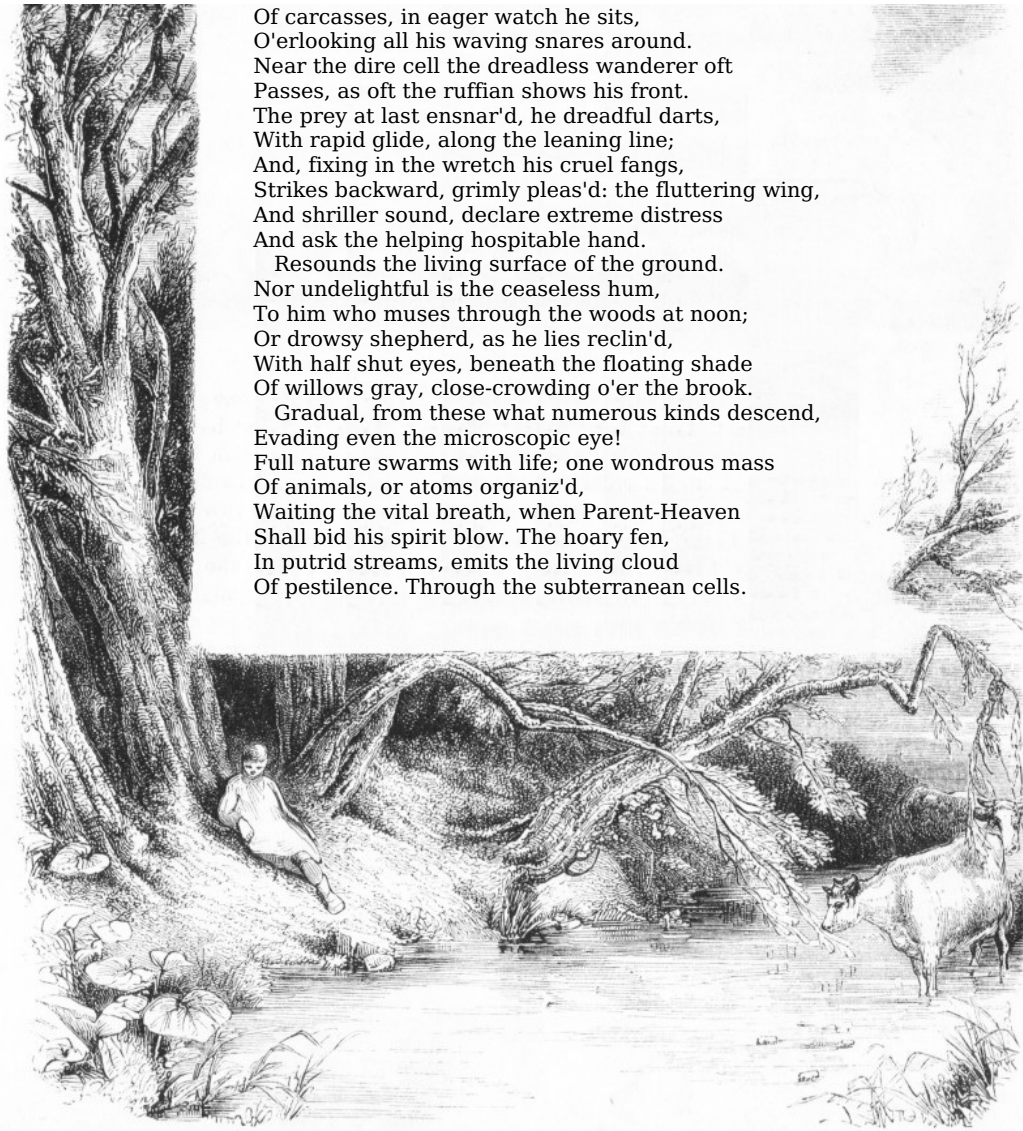 Of carcasses, in eager watch he sits,
O'erlooking all his waving snares around.
Near the dire cell the dreadless wanderer oft
Passes, as oft the ruffian shows his front.
The prey at last ensnar'd, he dreadful darts,
With rapid glide, along the leaning line;
And, fixing in the wretch his cruel fangs,
Strikes backward, grimly pleas'd: the fluttering wing,
And shriller sound, declare extreme distress
And ask the helping hospitable hand.
Resounds the living surface of the ground.
Nor undelightful is the ceaseless hum,
To him who muses through the woods at noon;
Or drowsy shepherd, as he lies reclin'd,
With half shut eyes, beneath the floating shade
Of willows gray, close-crowding o'er the brook.
Gradual, from these what numerous kinds descend,
Evading even the microscopic eye!
Full nature swarms with life; one wondrous mass
Of animals, or atoms organiz'd,
Waiting the vital breath, when Parent-Heaven
Shall bid his spirit blow. The hoary fen,
In putrid streams, emits the living cloud
Of pestilence. Through the subterranean cells.